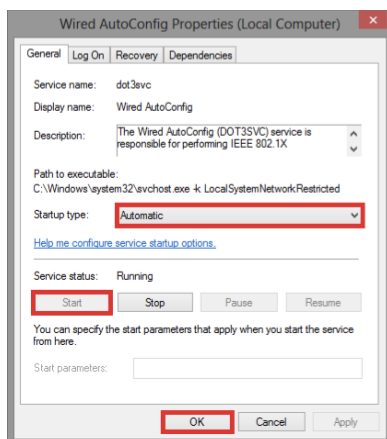 Wired AutoConfig Properties (Local Computer)
×
General Log On Recovery Dependencies
Service name: dot3svc
Display name: Wired AutoConfig
Description: The Wired AutoConfig (DOT3SVC) service is
responsible for performing IEEE 802.1X
Path to executable:
C:\Windows\system32\svchost.exe -k LocalSystemNetworkRestricted
Startup type: Automatic
Help me configure service startup options.
Service status: Running
Start Stop Pause Resume
You can specify the start parameters that apply when you start the service
from here.
Start parameters:
OK Cancel Apply